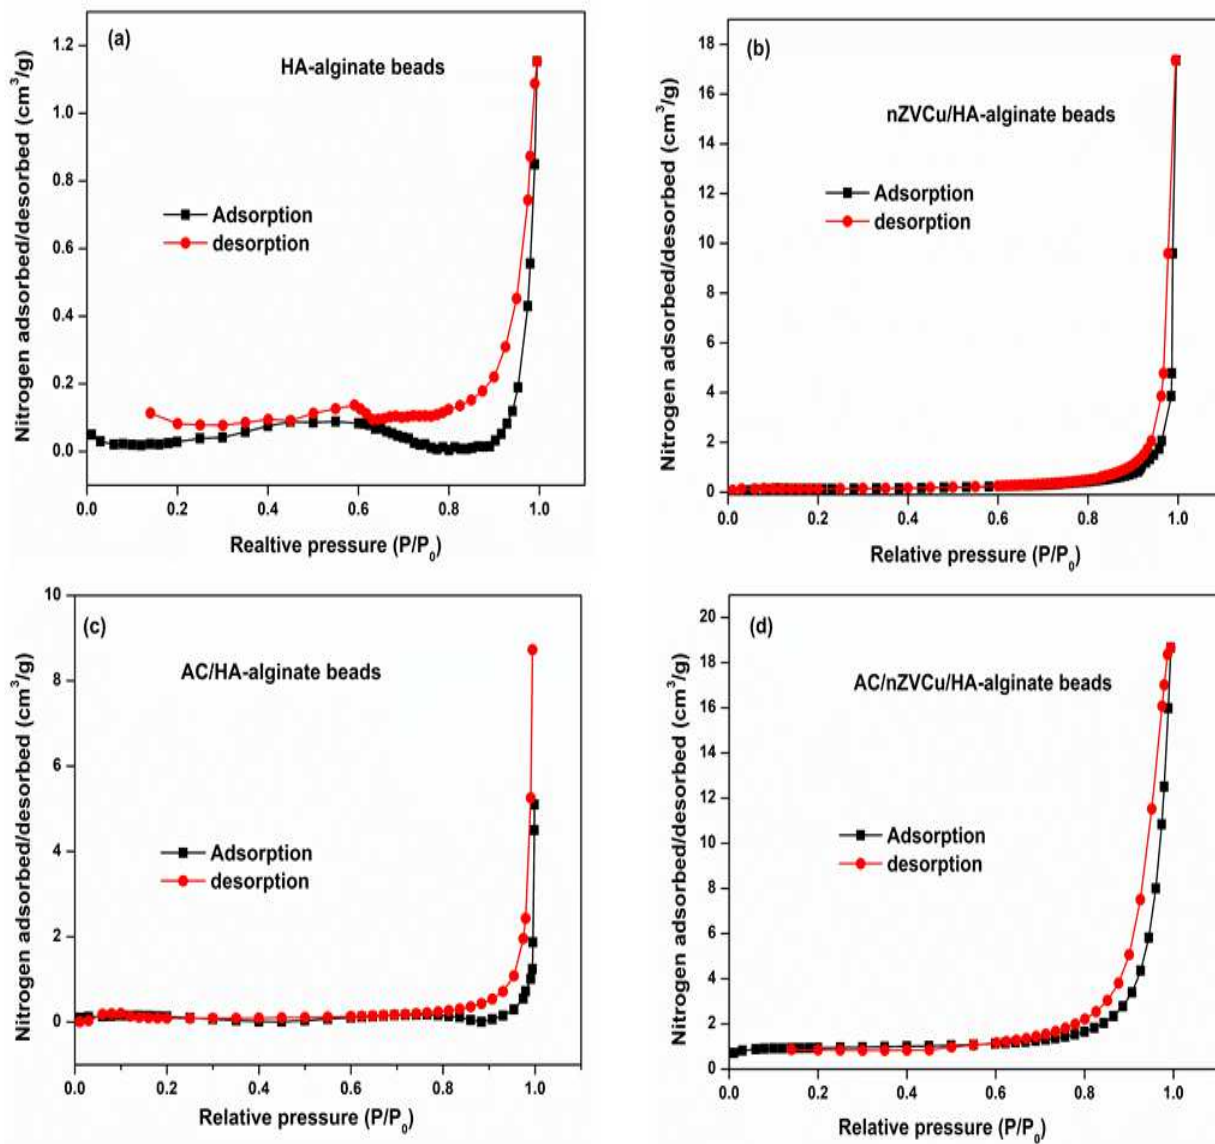 (a)
HA-alginate beads
Adsorption
desorption
Nitrogen adsorbed/desorbed (cm³/g)
1.2
1.0
0.8
0.6
0.4
0.2
0.0
0.0 0.2 0.4 0.6 0.8 1.0
Realtive pressure (P/P₀)
(b)
nZVCu/HA-alginate beads
Adsorption
desorption
Nitrogen adsorbed/desorbed (cm³/g)
18
16
14
12
10
8
6
4
2
0
0.0 0.2 0.4 0.6 0.8 1.0
Relative pressure (P/P₀)
(c)
AC/HA-alginate beads
Adsorption
desorption
Nitrogen adsorbed/desorbed (cm³/g)
10
8
6
4
2
0
0.0 0.2 0.4 0.6 0.8 1.0
Relative pressure (P/P₀)
(d)
AC/nZVCu/HA-alginate beads
Adsorption
desorption
Nitrogen adsorbed/desorbed (cm³/g)
20
18
16
14
12
10
8
6
4
2
0
0.0 0.2 0.4 0.6 0.8 1.0
Relative pressure (P/P₀)